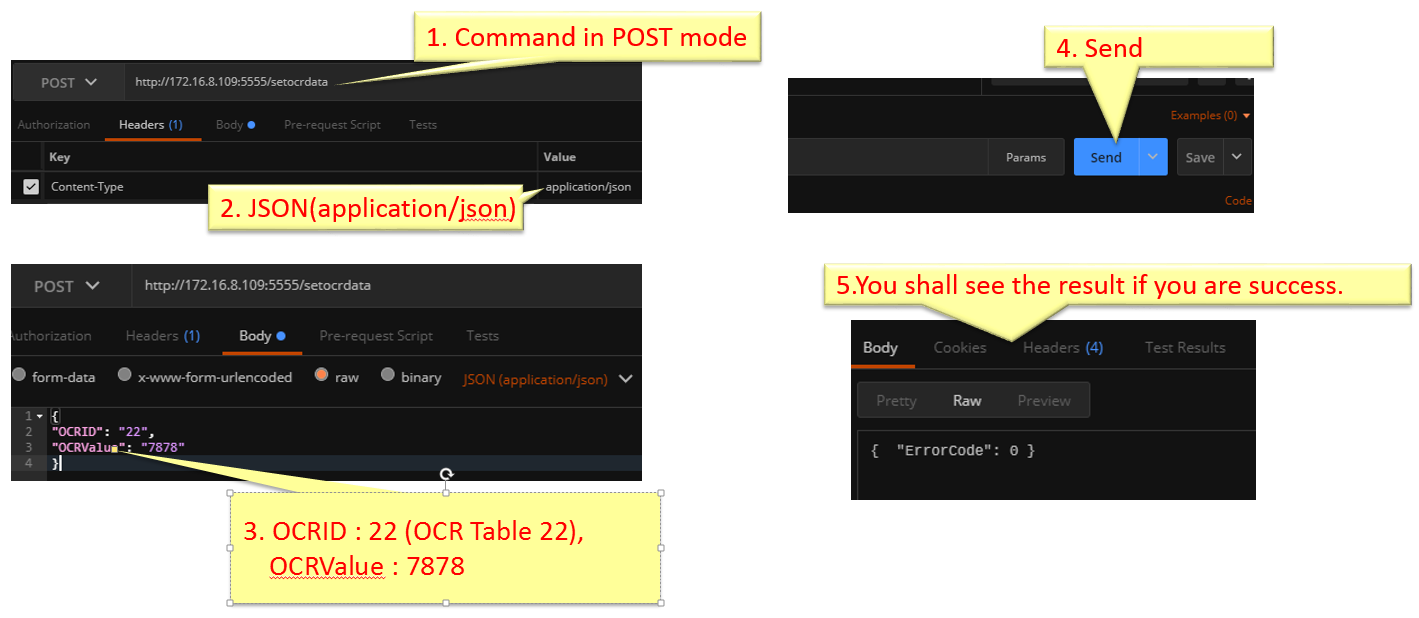 1. Command in POST mode
POST
http://172.16.8.109:5555/setocrdata
Authorization Headers (1) Body Pre-request Script Tests
Key Value
Content-Type application/json
2. JSON(application/json)
4. Send
Examples (0)
Params Send Save
Code
POST http://172.16.8.109:5555/setocrdata
uthorization Headers (1) Body Pre-request Script Tests
form-data x-www-form-urlencoded raw binary JSON (application/json)
1 {
2 "OCRID": "22",
3 "OCRValue": "7878"
4 }
3. OCRID : 22 (OCR Table 22),
OCRValue : 7878
5.You shall see the result if you are success.
Body Cookies Headers (4) Test Results
Pretty Raw Preview
{ "ErrorCode": 0 }